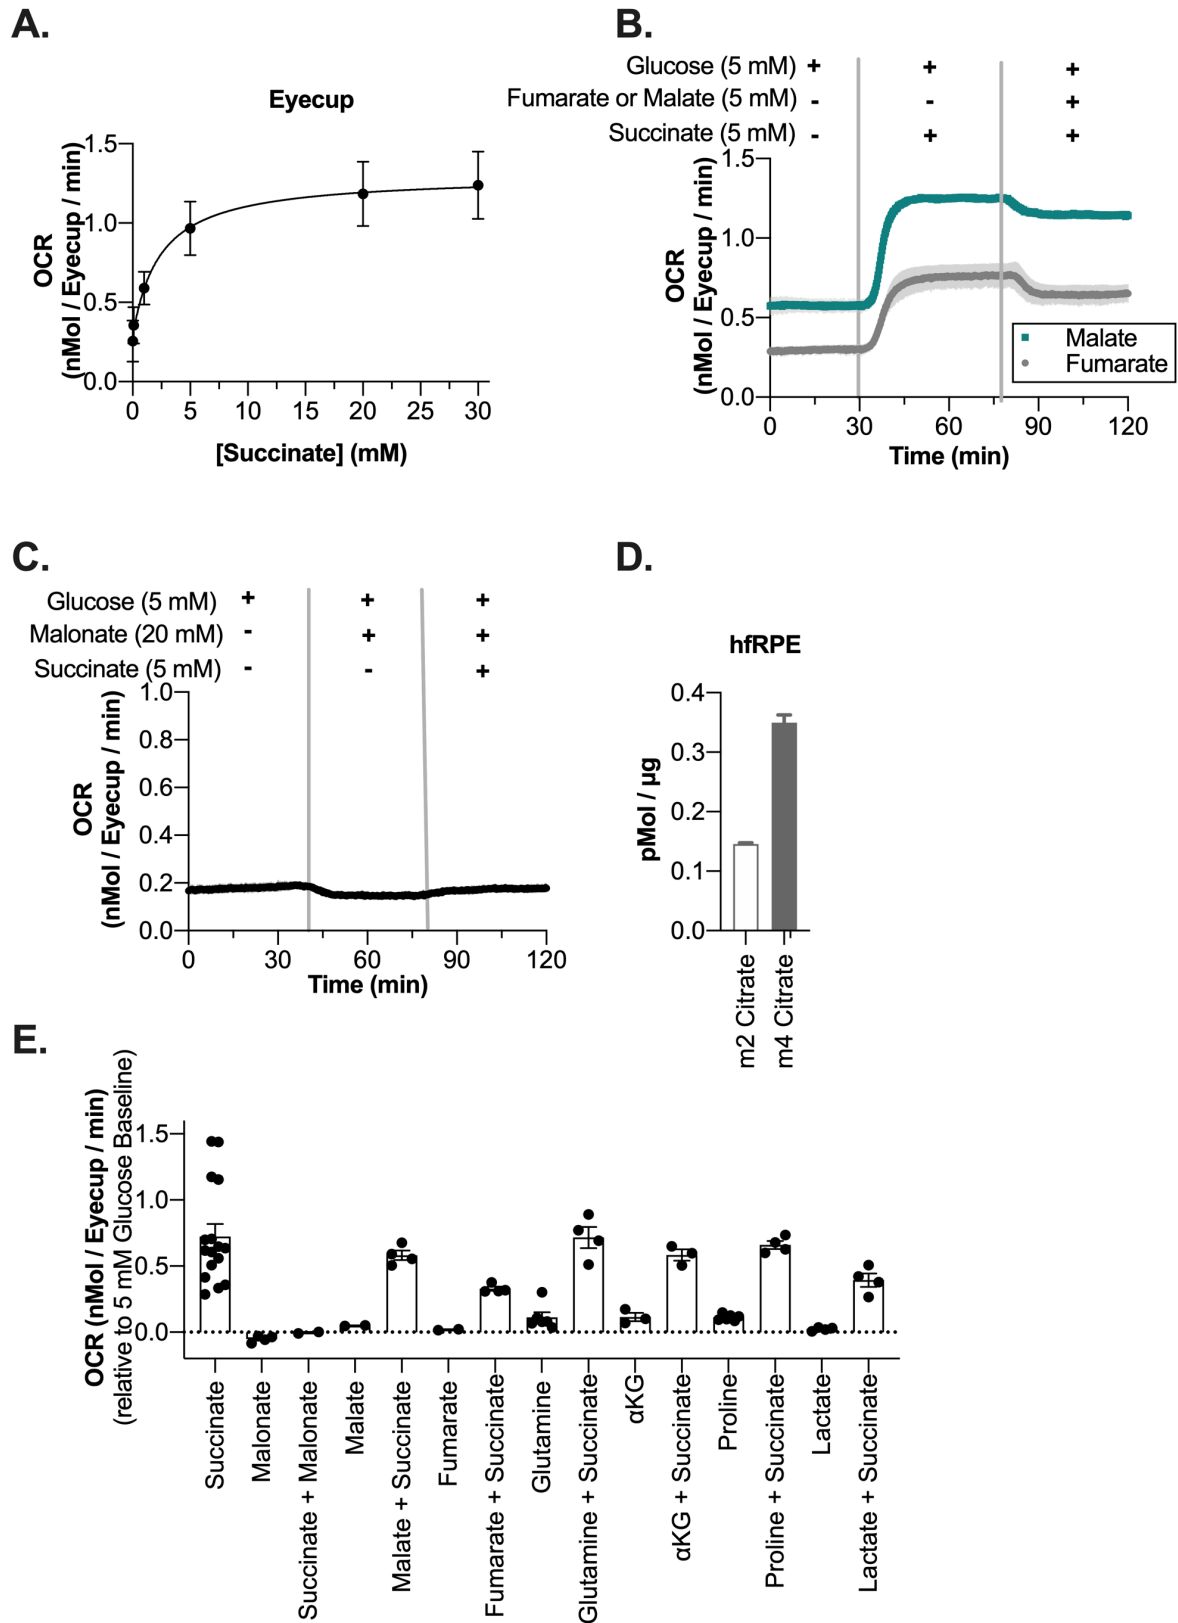 A.
Eyecup
OCR
(nMol / Eyecup / min)
1.5
1.0
0.5
0.0
0 5 10 15 20 25 30
[Succinate] (mM)
B.
Glucose (5 mM) + + +
Fumarate or Malate (5 mM) - - +
Succinate (5 mM) - + +
OCR
(nMol / Eyecup / min)
1.5
1.0
0.5
0.0
Malate
Fumarate
0 30 60 90 120
Time (min)
C.
Glucose (5 mM) + + +
Malonate (20 mM) - + +
Succinate (5 mM) - - +
OCR
(nMol / Eyecup / min)
1.0
0.8
0.6
0.4
0.2
0.0
0 30 60 90 120
Time (min)
D.
hfRPE
pMol / µg
0.4
0.3
0.2
0.1
0.0
m2 Citrate
m4 Citrate
E.
OCR (nMol / Eyecup / min)
(relative to 5 mM Glucose Baseline)
1.5
1.0
0.5
0.0
Succinate
Malonate
Succinate + Malonate
Malate
Malate + Succinate
Fumarate
Fumarate + Succinate
Glutamine
Glutamine + Succinate
αKG
αKG + Succinate
Proline
Proline + Succinate
Lactate
Lactate + Succinate